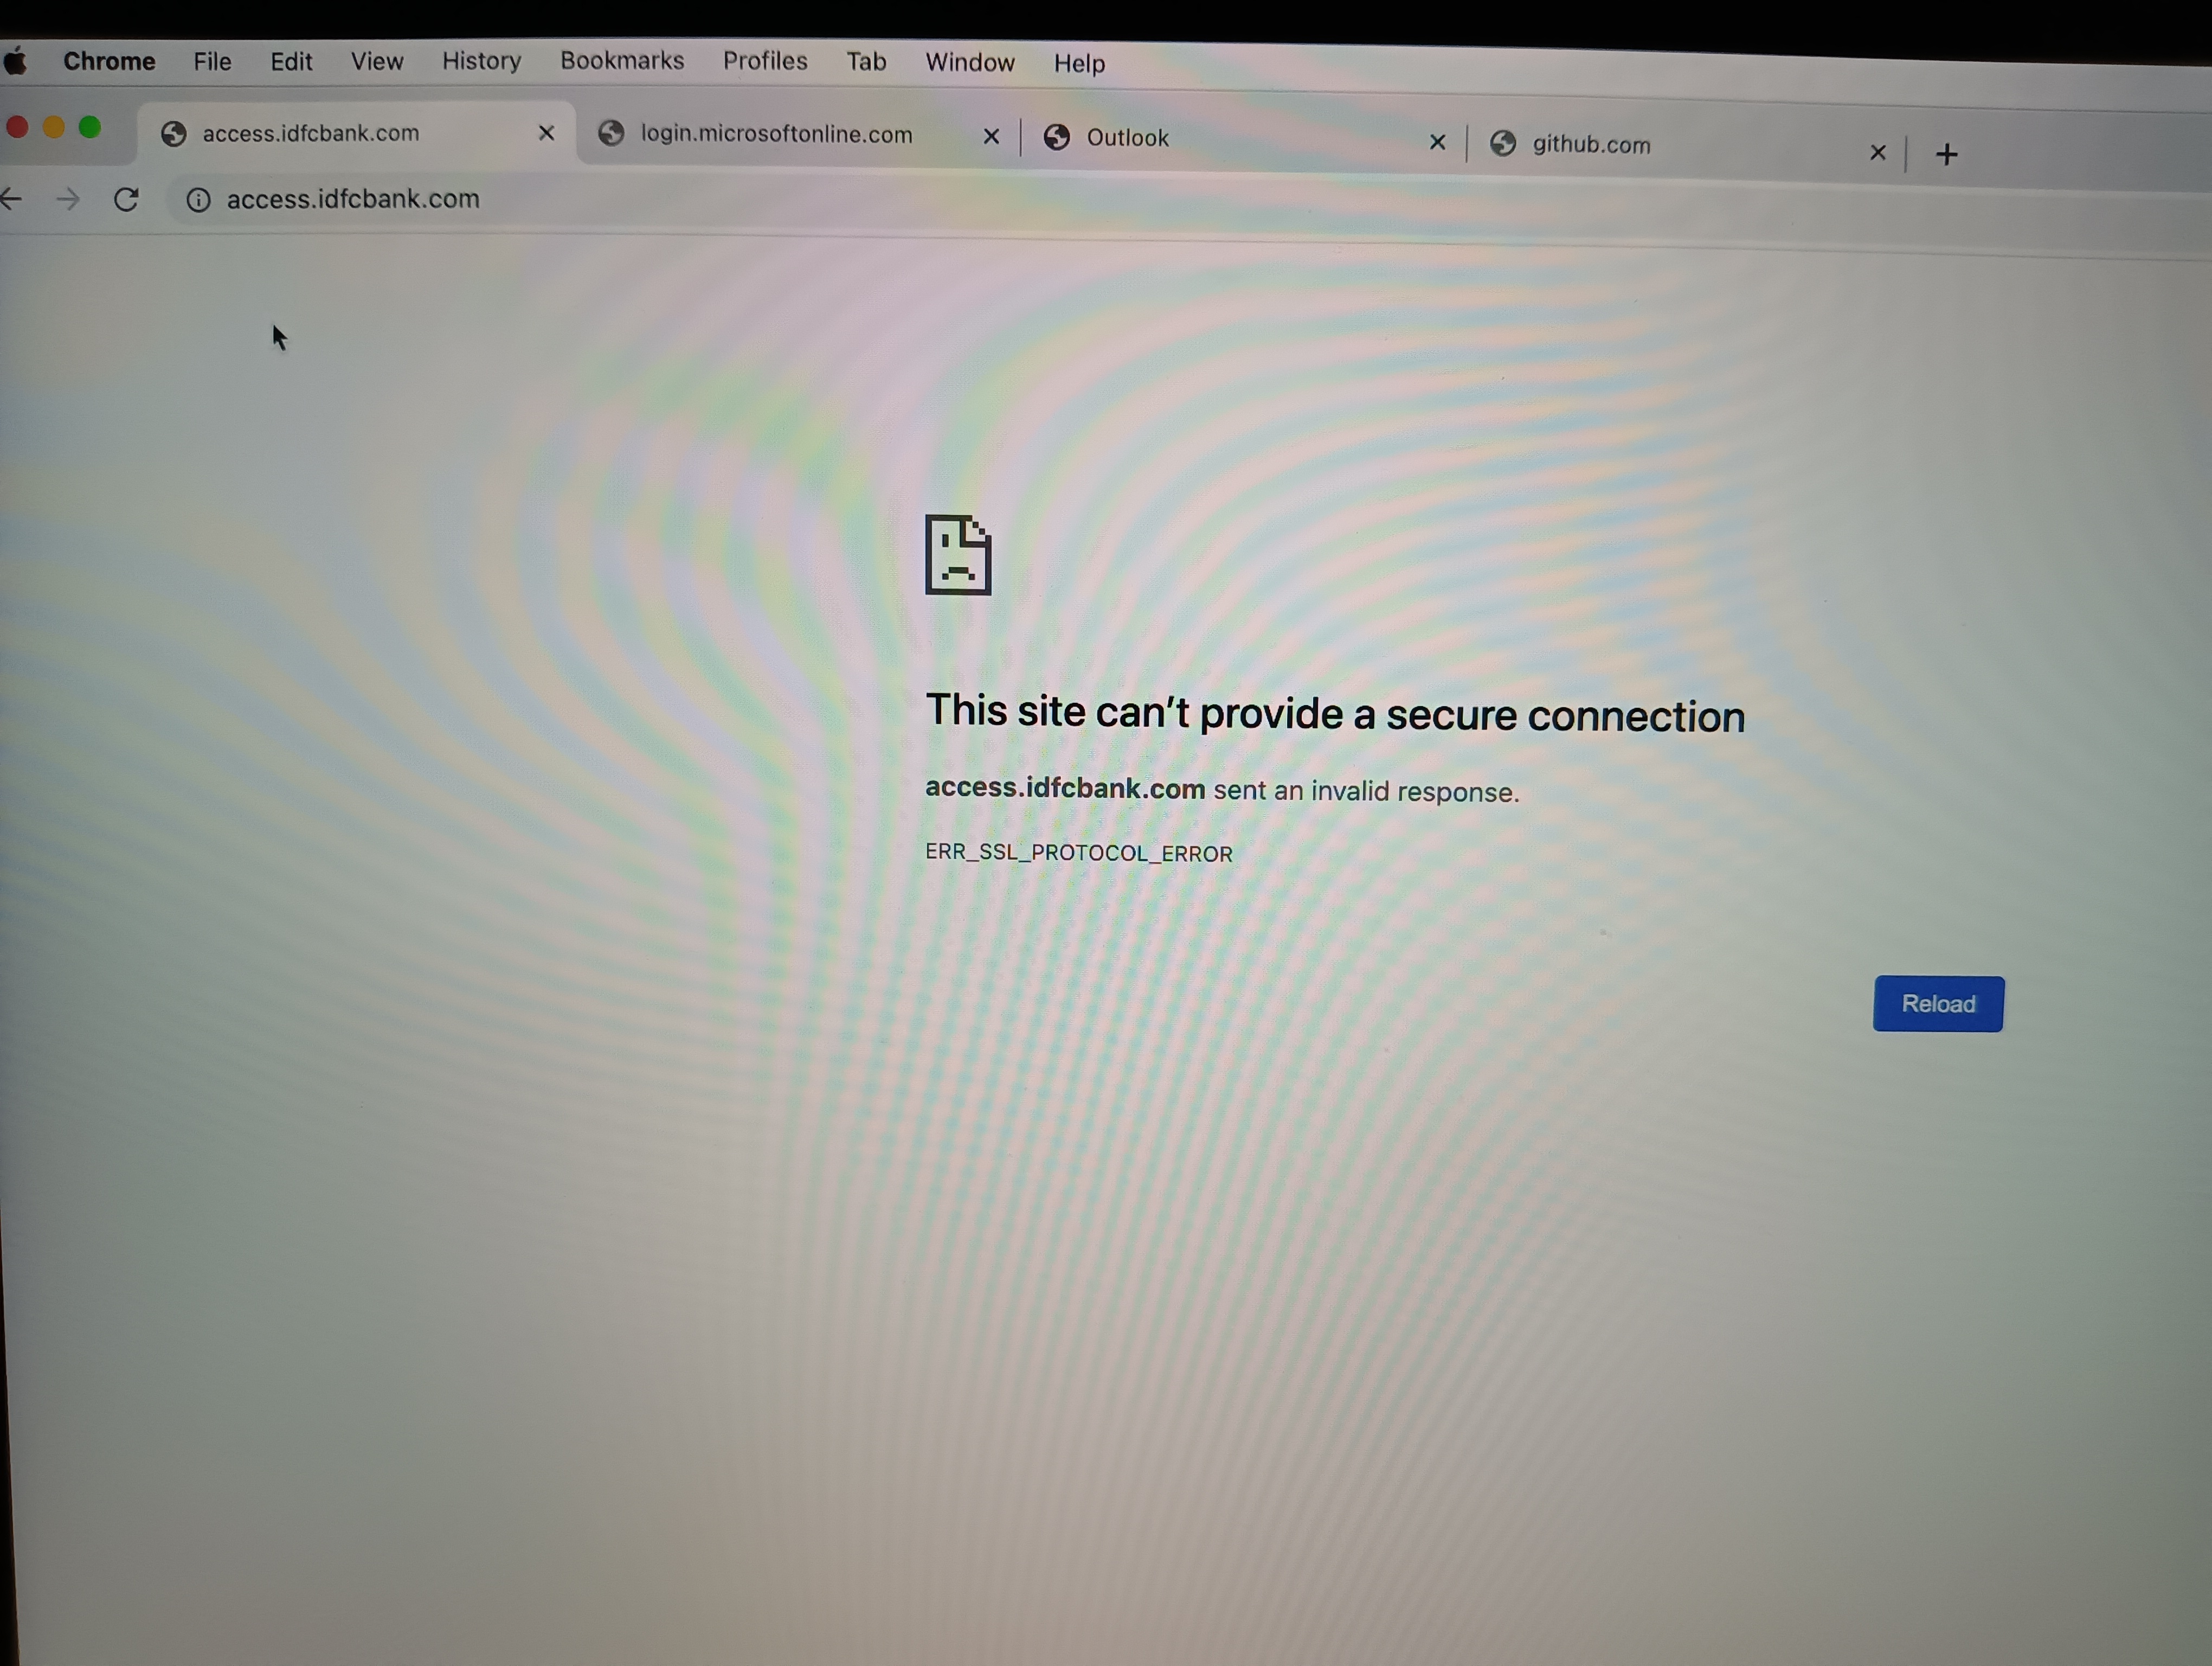 Chrome File Edit View History Bookmarks Profiles Tab Window Help
access.idfcbank.com login.microsoftonline.com Outlook github.com
access.idfcbank.com
This site can’t provide a secure connection
access.idfcbank.com sent an invalid response.
ERR_SSL_PROTOCOL_ERROR
Reload